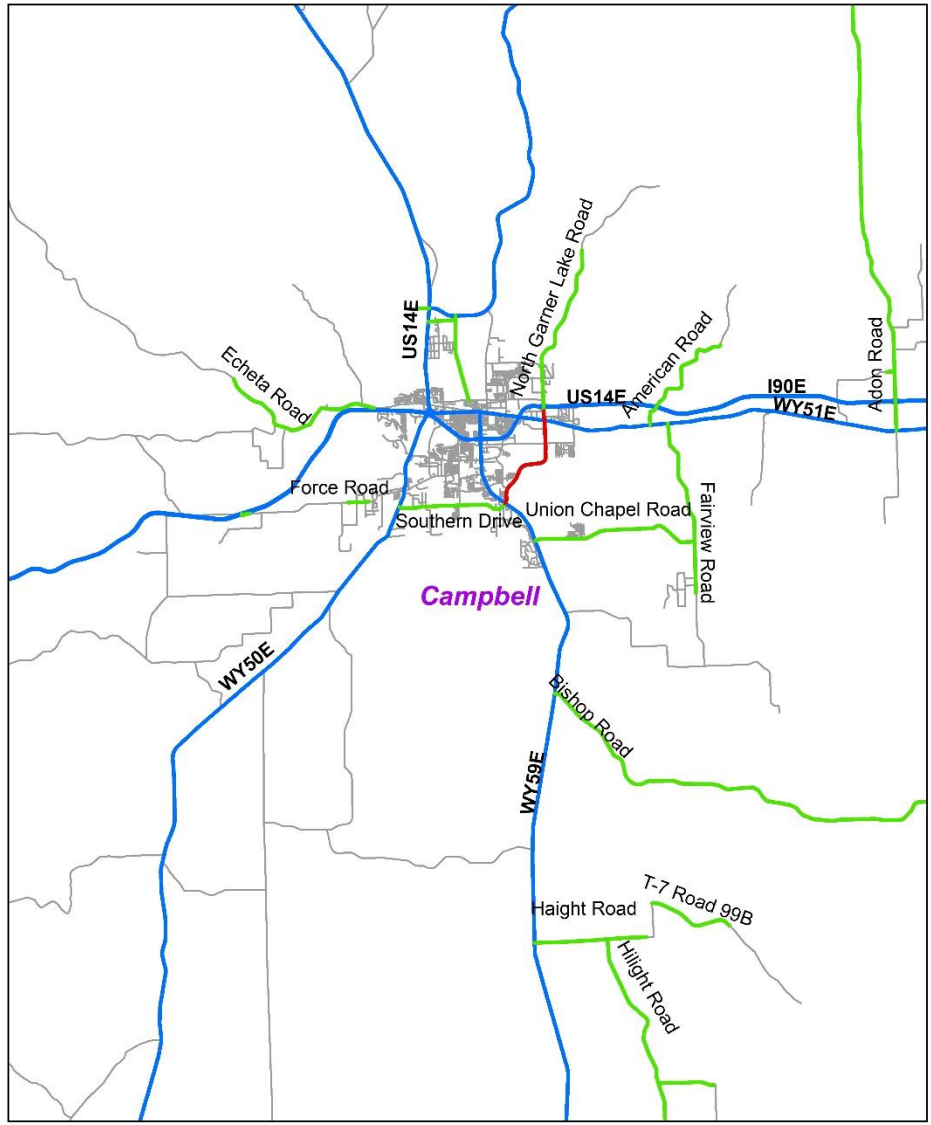 North Garner Lake Road
US14E
American Road
Echeta Road
US14E
I90E
WY51E
Adon Road
Force Road
Southern Drive
Union Chapel Road
Fairview Road
Campbell
WY50E
Bishop Road
WY59E
T-7 Road 99B
Haight Road
Hilight Road